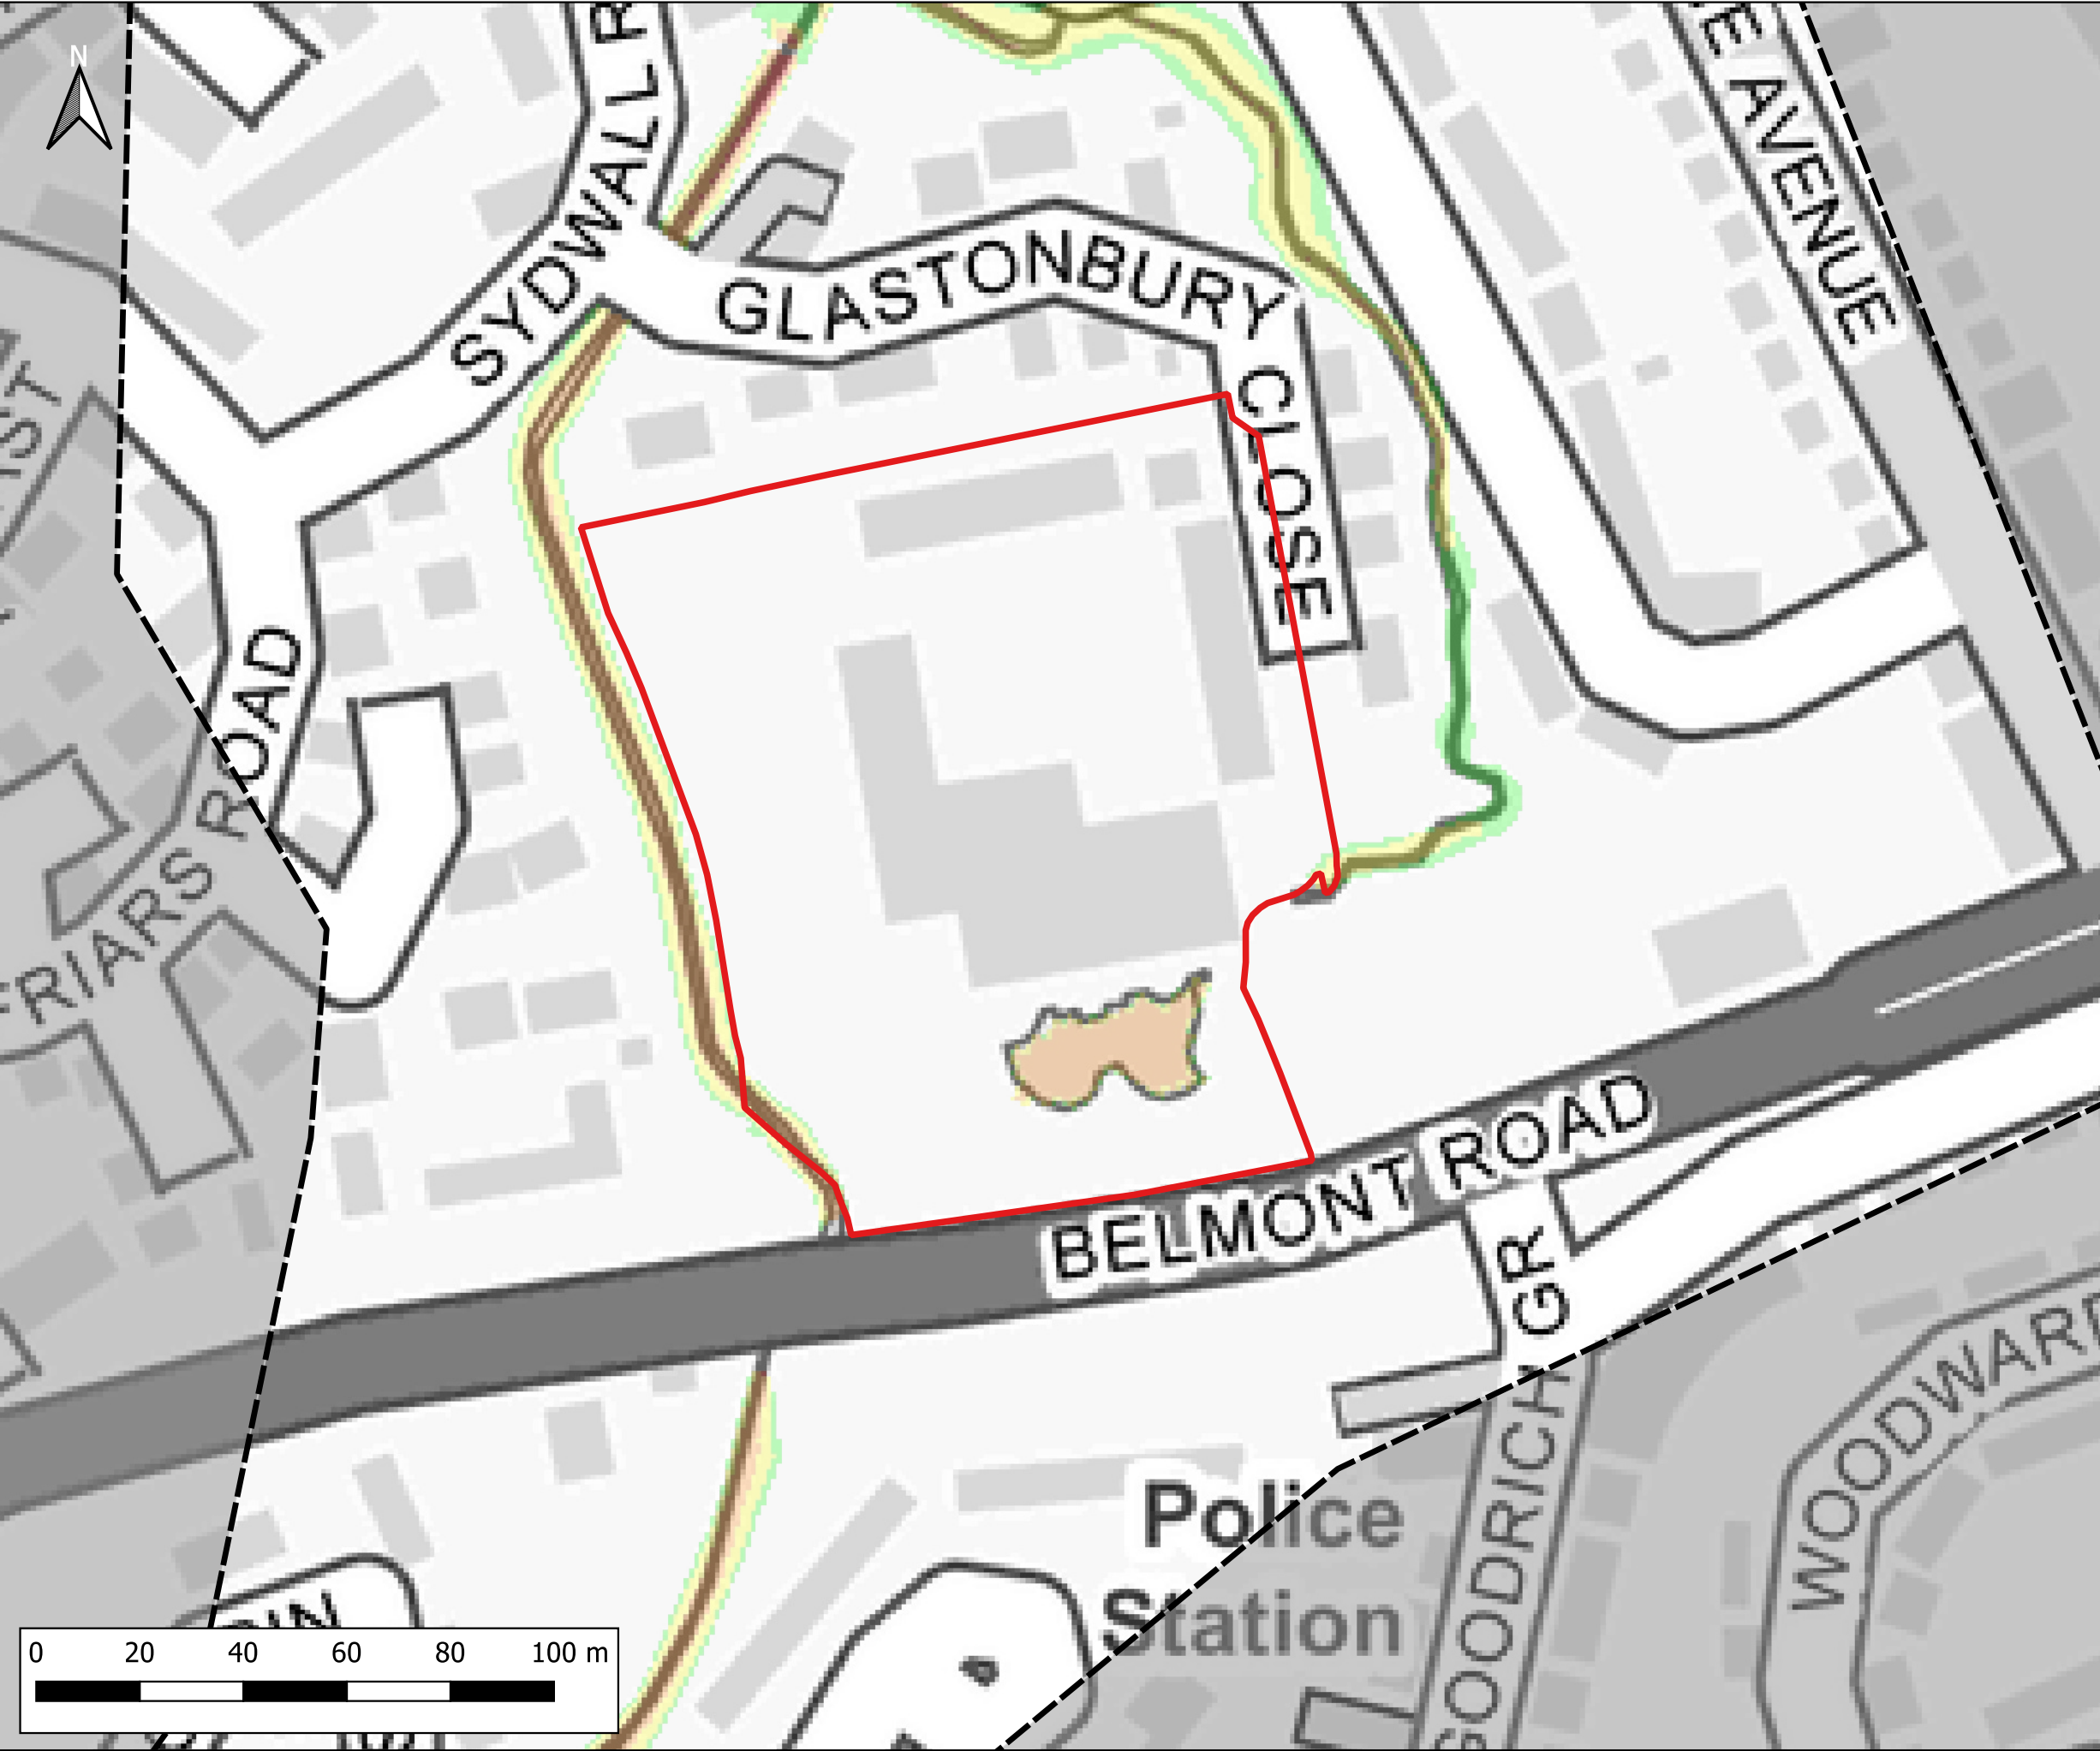 N
SYDWALL R
E AVENUE
GLASTONBURY
CLOSE
ROAD
FRIARS
BELMONT ROAD
GR
GOODRICH
WOODWARD
Police
Station
0 20 40 60 80 100 m